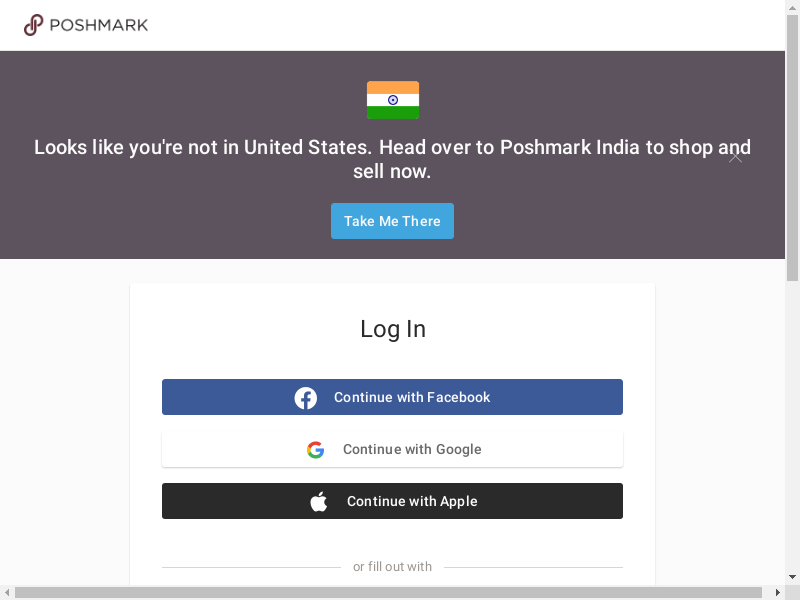 POSHMARK
Looks like you're not in United States. Head over to Poshmark India to shop and
sell now.
Take Me There
Log In
Continue with Facebook
Continue with Google
Continue with Apple
or fill out with